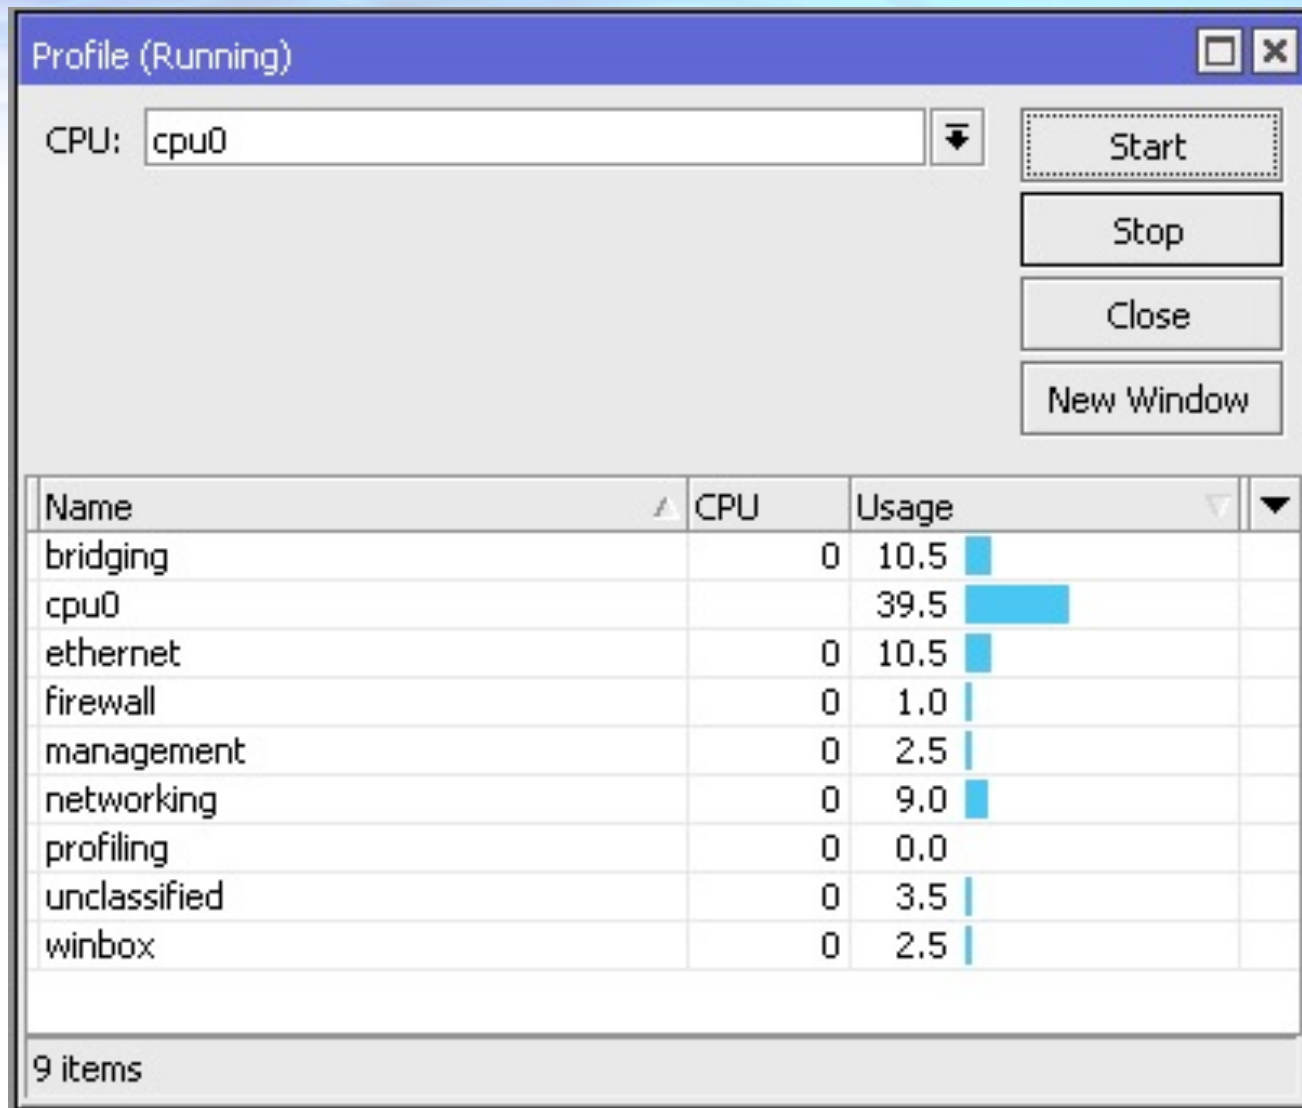 Profile (Running)
CPU: cpu0
Start
Stop
Close
New Window
Name CPU Usage
bridging 0 10.5
cpu0 39.5
ethernet 0 10.5
firewall 0 1.0
management 0 2.5
networking 0 9.0
profiling 0 0.0
unclassified 0 3.5
winbox 0 2.5
9 items